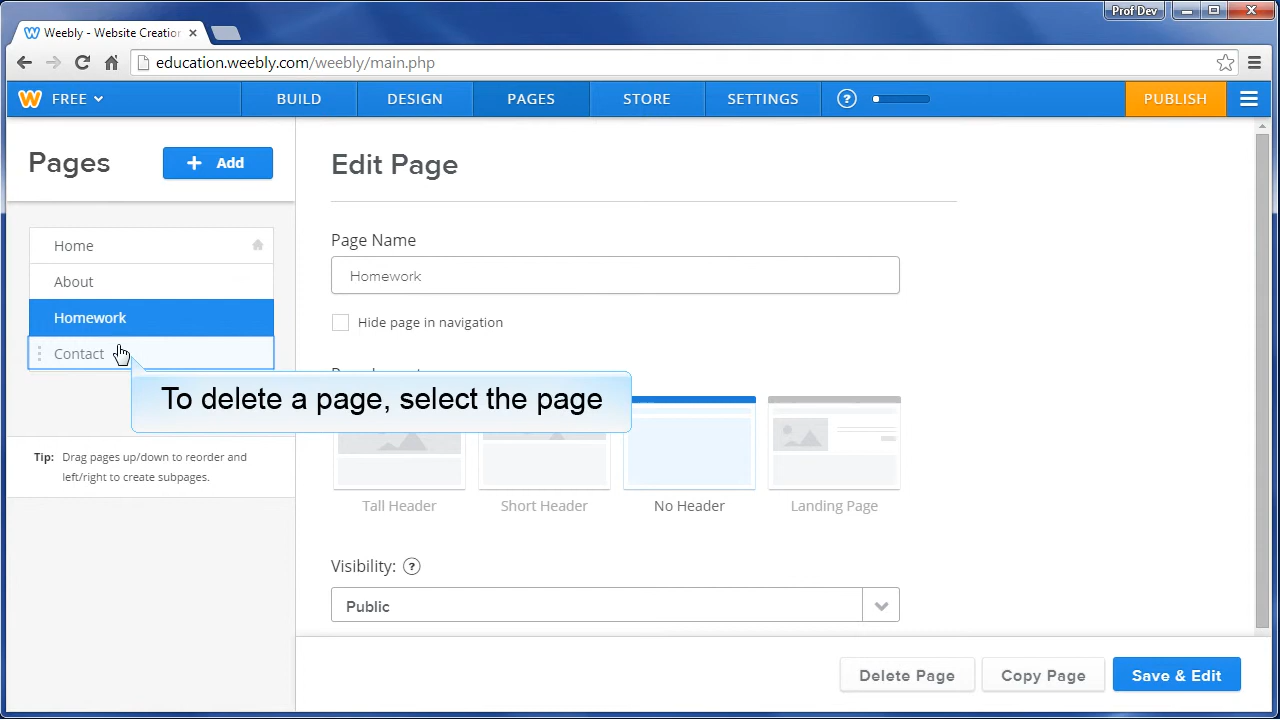 Prof Dev
Weebly - Website Creation
education.weebly.com/weebly/main.php
FREE
BUILD
DESIGN
PAGES
STORE
SETTINGS
?
PUBLISH
Pages
+ Add
Home
About
Homework
Contact
Tip: Drag pages up/down to reorder and
left/right to create subpages.
Edit Page
Page Name
Homework
Hide page in navigation
To delete a page, select the page
Tall Header
Short Header
No Header
Landing Page
Visibility: ?
Public
Delete Page
Copy Page
Save & Edit